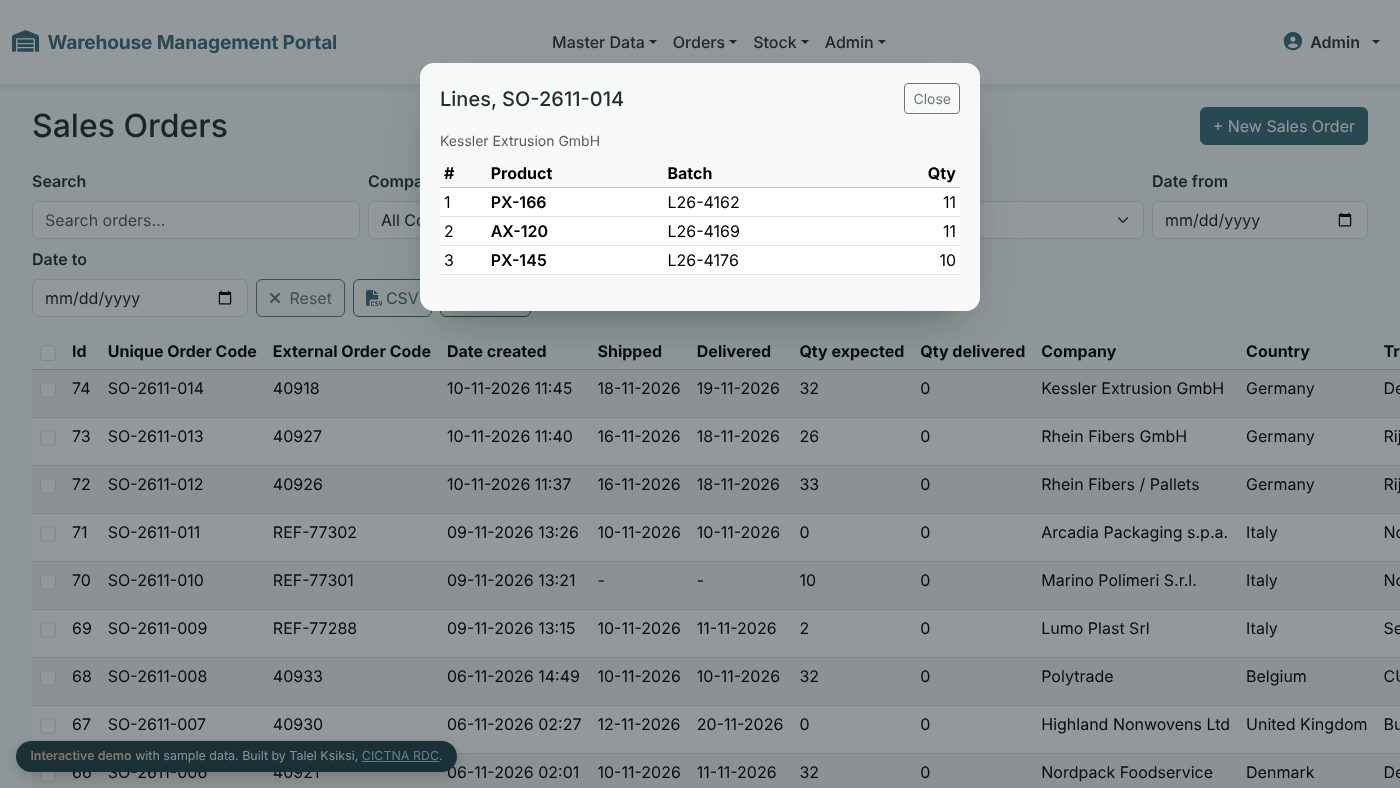 Warehouse Management Portal
Master Data Orders Stock Admin
Admin
Lines, SO-2611-014 Close
Kessler Extrusion GmbH
# Product Batch Qty
1 PX-166 L26-4162 11
2 AX-120 L26-4169 11
3 PX-145 L26-4176 10
Sales Orders + New Sales Order
Search Date from
Search orders... mm/dd/yyyy
Date to
mm/dd/yyyy Reset CSV
Id Unique Order Code External Order Code Date created Shipped Delivered Qty expected Qty delivered Company Country
74 SO-2611-014 40918 10-11-2026 11:45 18-11-2026 19-11-2026 32 0 Kessler Extrusion GmbH Germany
73 SO-2611-013 40927 10-11-2026 11:40 16-11-2026 18-11-2026 26 0 Rhein Fibers GmbH Germany
72 SO-2611-012 40926 10-11-2026 11:37 16-11-2026 18-11-2026 33 0 Rhein Fibers / Pallets Germany
71 SO-2611-011 REF-77302 09-11-2026 13:26 10-11-2026 10-11-2026 0 0 Arcadia Packaging s.p.a. Italy
70 SO-2611-010 REF-77301 09-11-2026 13:21 - - 10 0 Marino Polimeri S.r.l. Italy
69 SO-2611-009 REF-77288 09-11-2026 13:15 10-11-2026 11-11-2026 2 0 Lumo Plast Srl Italy
68 SO-2611-008 40933 06-11-2026 14:49 10-11-2026 10-11-2026 32 0 Polytrade Belgium
67 SO-2611-007 40930 06-11-2026 02:27 12-11-2026 20-11-2026 0 0 Highland Nonwovens Ltd United Kingdom
Interactive demo with sample data. Built by Talel Ksiksi, CICTNA RDC.
66 SO-2611-006 40921 06-11-2026 02:01 10-11-2026 11-11-2026 32 0 Nordpack Foodservice Denmark